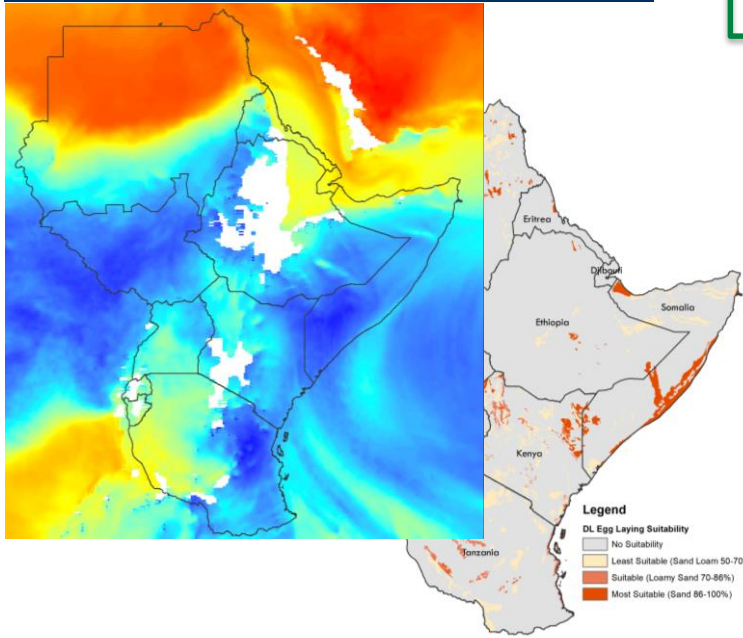 Eritrea
Djibouti
Somalia
Ethiopia
Kenya
Tanzania
Legend
DL Egg Laying Suitability
No Suitability
Least Suitable (Sand Loam 50-70
Suitable (Loamy Sand 70-86%)
Most Suitable (Sand 86-100%)